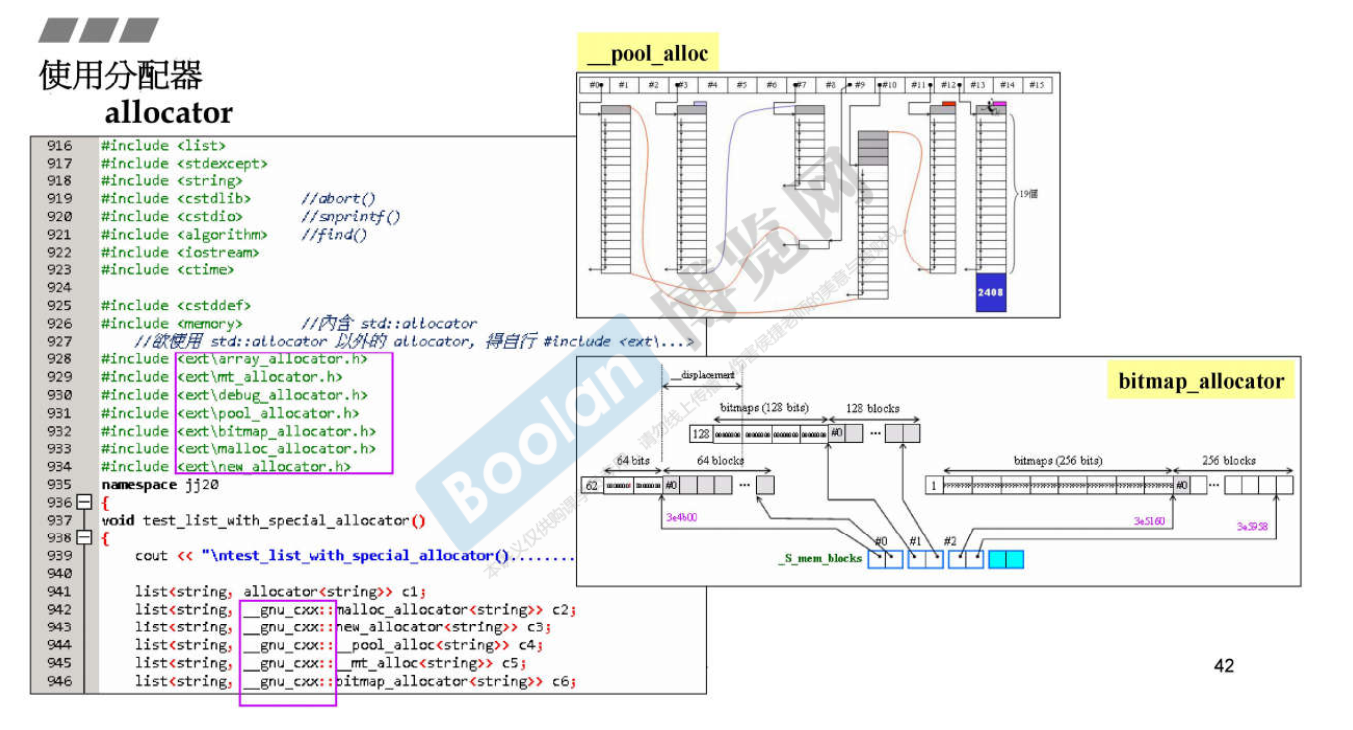 使用分配器
allocator
916 #include <list>
917 #include <stdexcept>
918 #include <string>
919 #include <cstdlib> //abort()
920 #include <cstdio> //snprintf()
921 #include <algorithm> //find()
922 #include <iostream>
923 #include <ctime>
924
925 #include <cstddef>
926 #include <memory> //內含 std::allocator
927 //欲使用 std::allocator 以外的 allocator, 得自行 #include <ext\...>
928 #include <ext\array_allocator.h>
929 #include <ext\mt_allocator.h>
930 #include <ext\debug_allocator.h>
931 #include <ext\pool_allocator.h>
932 #include <ext\bitmap_allocator.h>
933 #include <ext\malloc_allocator.h>
934 #include <ext\new_allocator.h>
935 namespace jj20
936 {
937 void test_list_with_special_allocator()
938 {
939 cout << "\ntest_list_with_special_allocator()........
940
941 list<string, allocator<string>> c1;
942 list<string, __gnu_cxx::malloc_allocator<string>> c2;
943 list<string, __gnu_cxx::new_allocator<string>> c3;
944 list<string, __gnu_cxx::__pool_alloc<string>> c4;
945 list<string, __gnu_cxx::__mt_alloc<string>> c5;
946 list<string, __gnu_cxx::bitmap_allocator<string>> c6;
__pool_alloc
#0 #1 #2 #3 #4 #5 #6 #7 #8 #9 #10 #11 #12 #13 #14 #15
19個
2408
bitmap_allocator
__displacement
bitmaps (128 bits) 128 blocks
128 #0 ...
64 bits 64 blocks
62 #0 ...
bitmaps (256 bits) 256 blocks
1 #0 ...
3e4b00
3e5160
3e5958
#0 #1 #2
_S_mem_blocks
Boolan 博览网
42